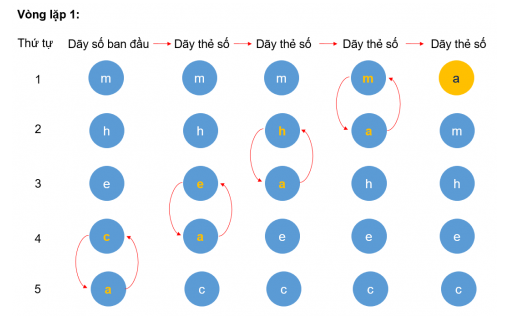 Vòng lặp 1:
Thứ tự Dãy số ban đầu Dãy thẻ số Dãy thẻ số Dãy thẻ số Dãy thẻ số
1 m m m m a
2 h h h a m
3 e e a h h
4 c a e e e
5 a c c c c